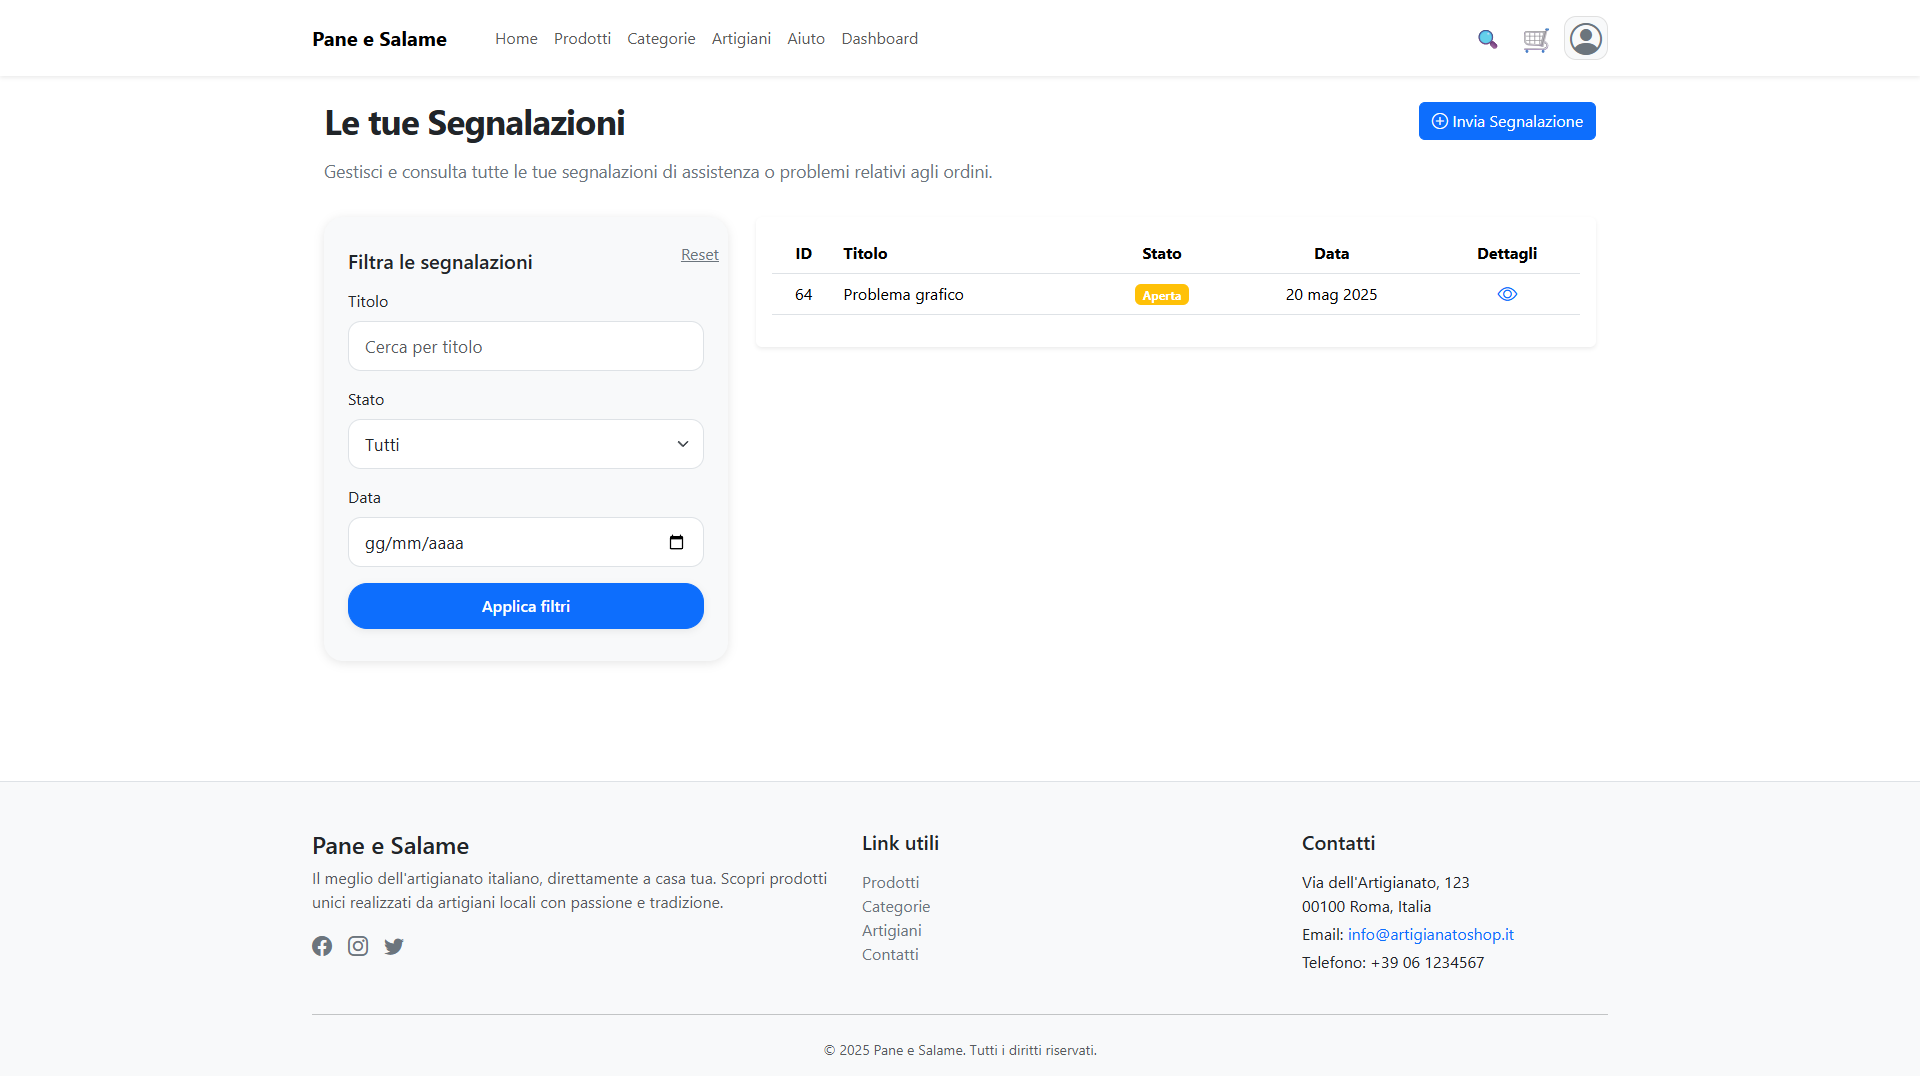 Pane e Salame
Home Prodotti Categorie Artigiani Aiuto Dashboard
Le tue Segnalazioni
Invia Segnalazione
Gestisci e consulta tutte le tue segnalazioni di assistenza o problemi relativi agli ordini.
Filtra le segnalazioni
Reset
Titolo
Cerca per titolo
Stato
Tutti
Data
gg/mm/aaaa
Applica filtri
ID Titolo Stato Data Dettagli
64 Problema grafico Aperta 20 mag 2025
Pane e Salame
Il meglio dell'artigianato italiano, direttamente a casa tua. Scopri prodotti
unici realizzati da artigiani locali con passione e tradizione.
Link utili
Prodotti
Categorie
Artigiani
Contatti
Contatti
Via dell'Artigianato, 123
00100 Roma, Italia
Email: info@artigianatoshop.it
Telefono: +39 06 1234567
© 2025 Pane e Salame. Tutti i diritti riservati.